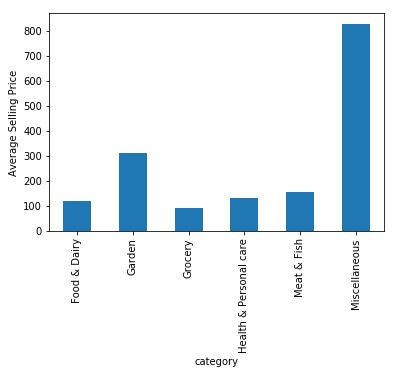 Average Selling Price
800
700
600
500
400
300
200
100
0
Food & Dairy
Garden
Grocery
Health & Personal care
Meat & Fish
Miscellaneous
category